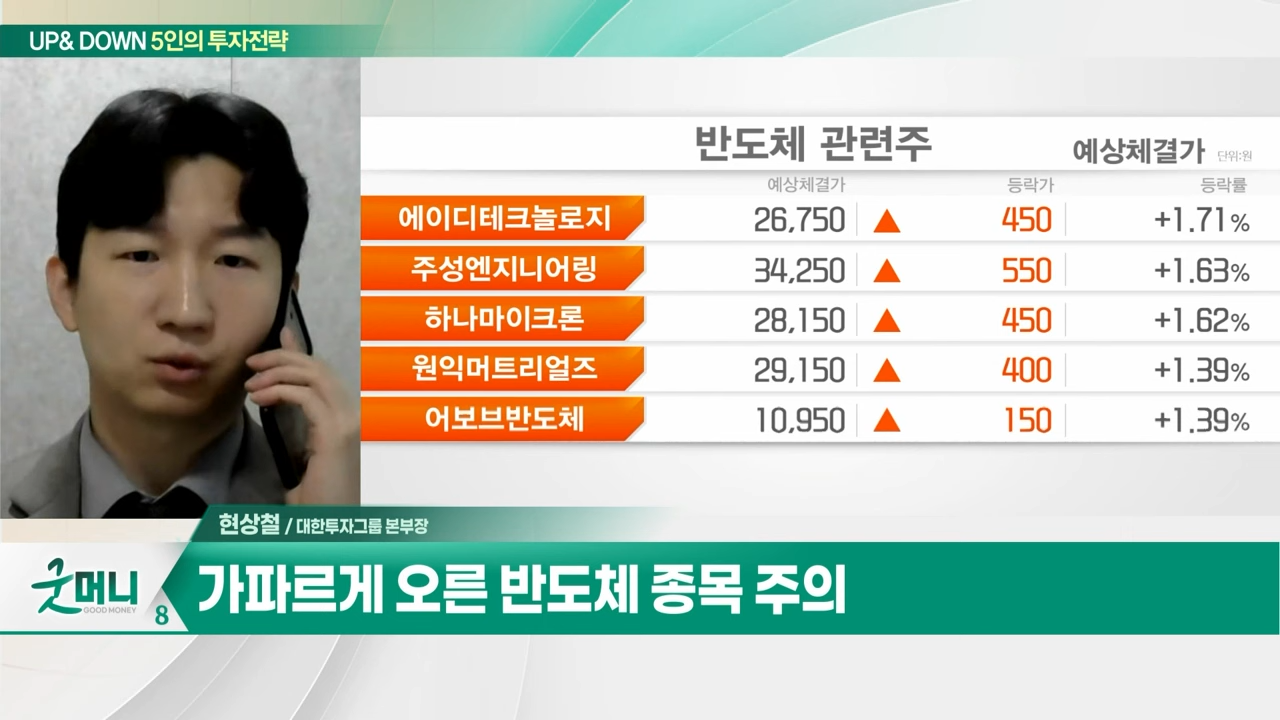 UP& DOWN 5인의 투자전략
반도체 관련주
예상체결가 단위:원
예상체결가 등락가 등락률
에이디테크놀로지 26,750 ▲ 450 +1.71%
주성엔지니어링 34,250 ▲ 550 +1.63%
하나마이크론 28,150 ▲ 450 +1.62%
원익머트리얼즈 29,150 ▲ 400 +1.39%
어보브반도체 10,950 ▲ 150 +1.39%
현상철 / 대한투자그룹 본부장
굿머니
GOOD MONEY
8
가파르게 오른 반도체 종목 주의